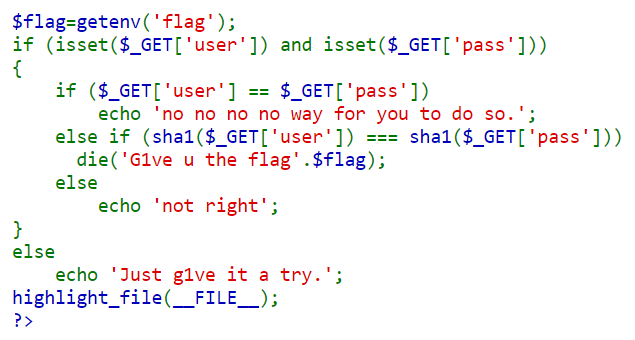 $flag=getenv('flag');
if (isset($_GET['user']) and isset($_GET['pass']))
{
    if ($_GET['user'] == $_GET['pass'])
        echo 'no no no no way for you to do so.';
    else if (sha1($_GET['user']) === sha1($_GET['pass']))
      die('G1ve u the flag'.$flag);
    else
        echo 'not right';
}
else
    echo 'Just g1ve it a try.';
highlight_file(__FILE__);
?>